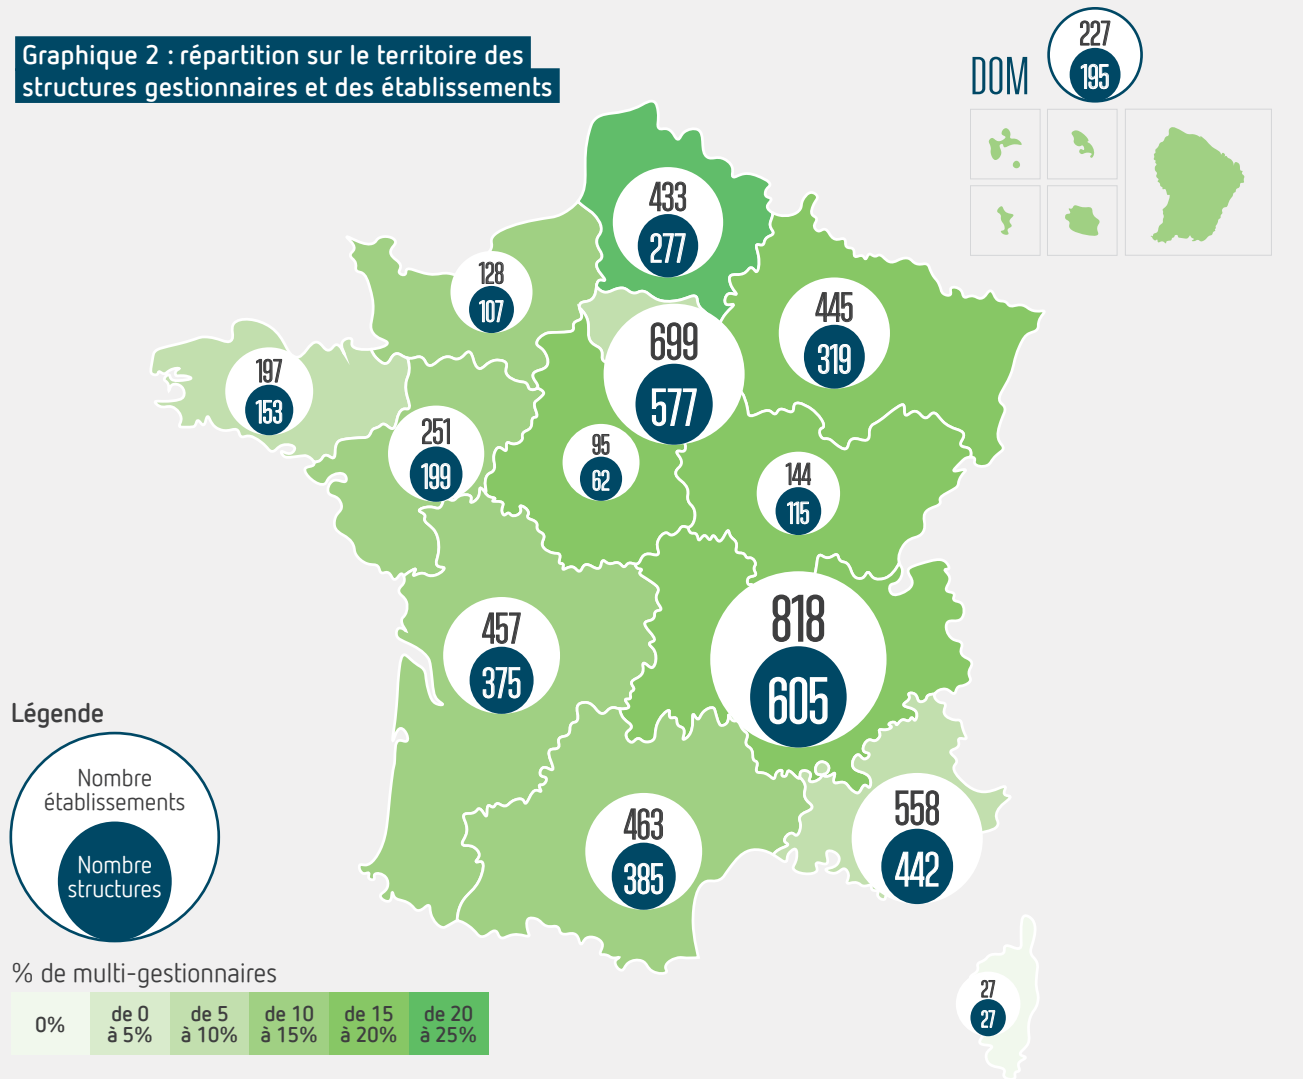 Graphique 2 : répartition sur le territoire des
structures gestionnaires et des établissements
DOM
227
195
433
277
128
107
445
319
699
577
197
153
251
199
95
62
144
115
818
605
457
375
463
385
558
442
27
27
Légende
Nombre
établissements
Nombre
structures
% de multi-gestionnaires
0%
de 0
à 5%
de 5
à 10%
de 10
à 15%
de 15
à 20%
de 20
à 25%